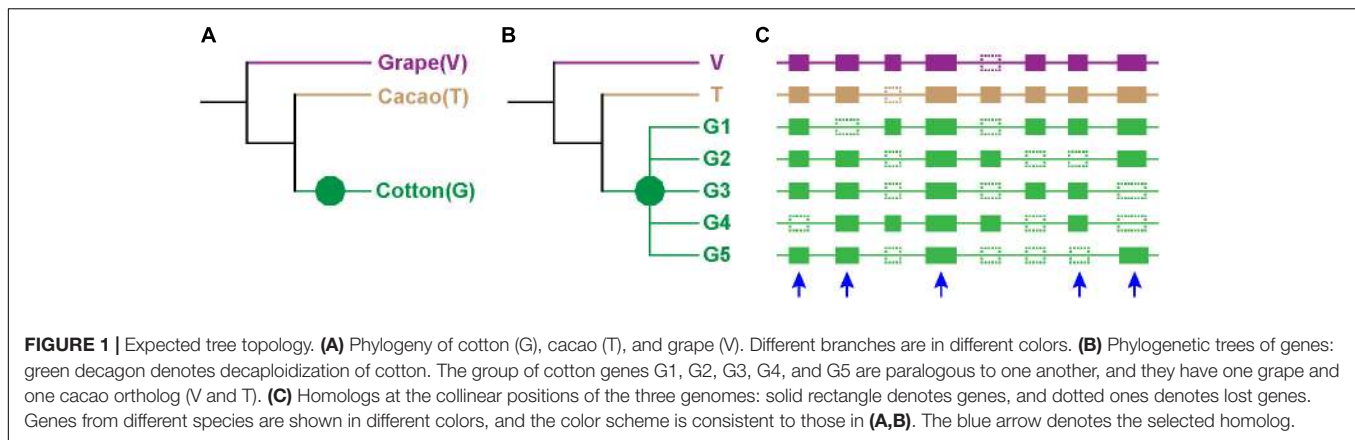 A
B
C
Grape(V)
Cacao(T)
Cotton(G)
V
T
G1
G2
G3
G4
G5
FIGURE 1 | Expected tree topology. (A) Phylogeny of cotton (G), cacao (T), and grape (V). Different branches are in different colors. (B) Phylogenetic trees of genes:
green decagon denotes decaploidization of cotton. The group of cotton genes G1, G2, G3, G4, and G5 are paralogous to one another, and they have one grape and
one cacao ortholog (V and T). (C) Homologs at the collinear positions of the three genomes: solid rectangle denotes genes, and dotted ones denotes lost genes.
Genes from different species are shown in different colors, and the color scheme is consistent to those in (A,B). The blue arrow denotes the selected homolog.